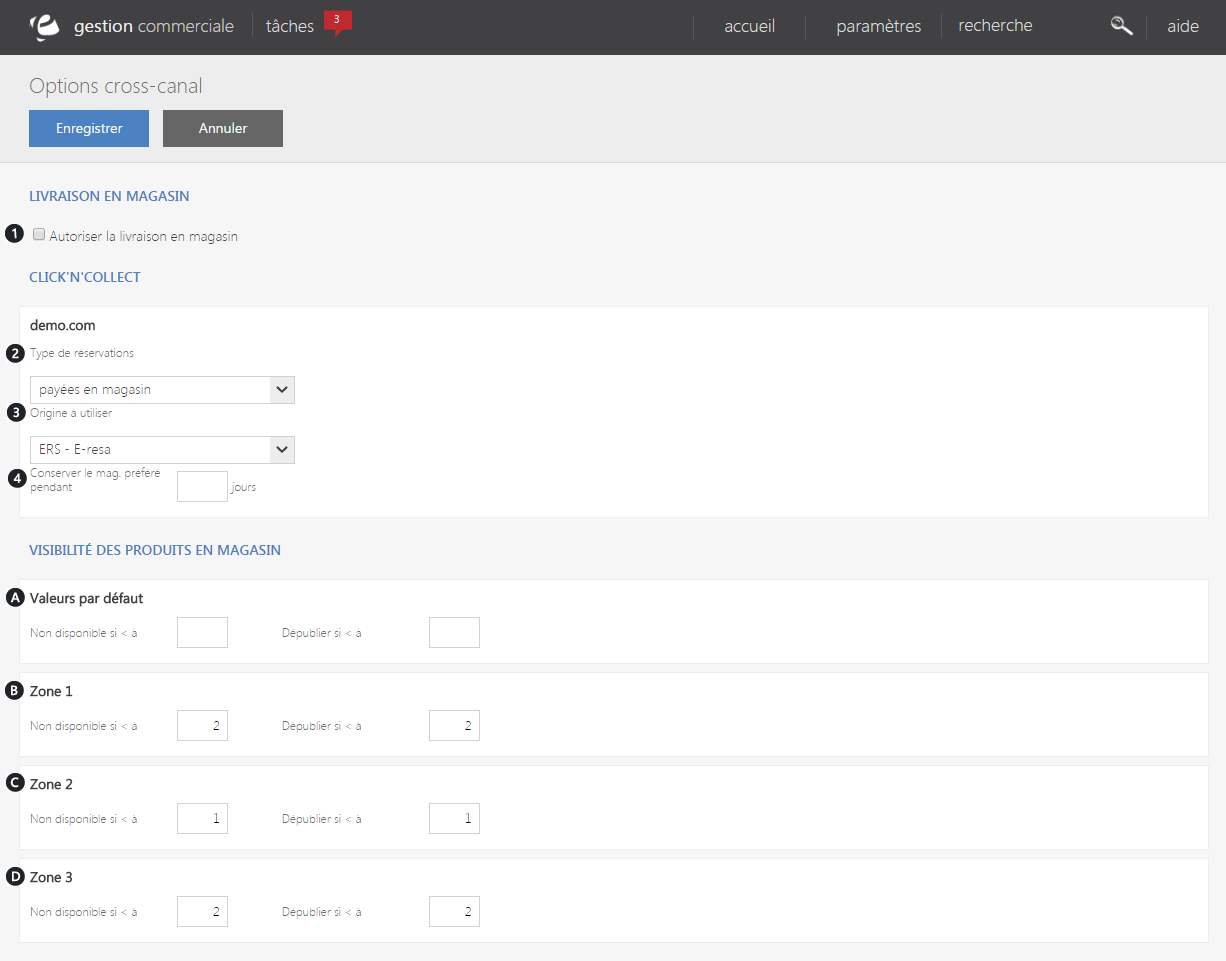 gestion commerciale tâches 3 accueil paramètres recherche aide
Options cross-canal
Enregistrer Annuler
LIVRAISON EN MAGASIN
1 Autoriser la livraison en magasin
CLICK'N'COLLECT
demo.com
2 Type de réservations
payées en magasin
3 Origine à utiliser
ERS - E-resa
4 Conserver le mag. préféré
pendant jours
VISIBILITÉ DES PRODUITS EN MAGASIN
A Valeurs par défaut
Non disponible si < à Dépublier si < à
B Zone 1
Non disponible si < à 2 Dépublier si < à 2
C Zone 2
Non disponible si < à 1 Dépublier si < à 1
D Zone 3
Non disponible si < à 2 Dépublier si < à 2